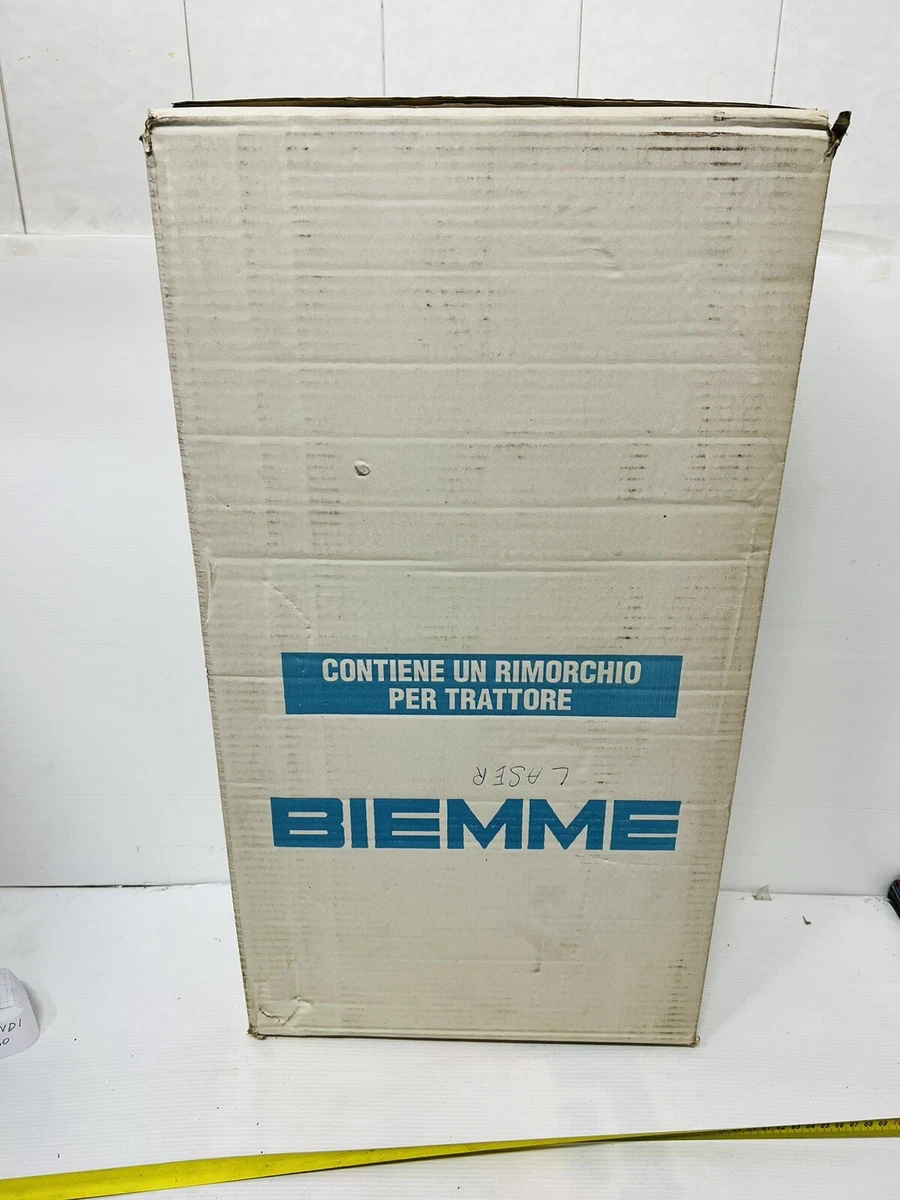 CONTIENE UN RIMORCHIO
PER TRATTORE
LASER
BIEMME